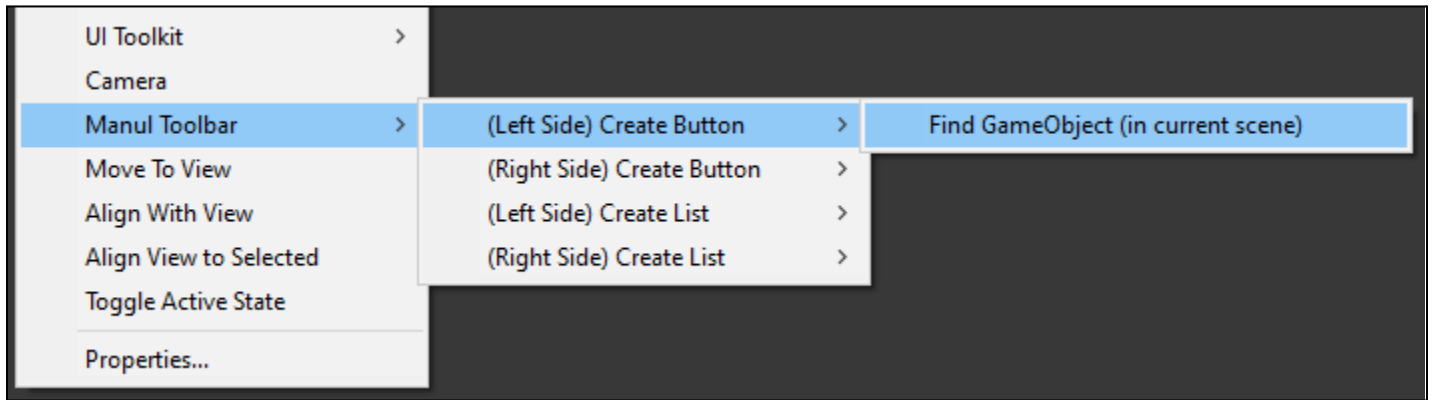 UI Toolkit
Camera
Manul Toolbar
Move To View
Align With View
Align View to Selected
Toggle Active State
Properties...
(Left Side) Create Button
(Right Side) Create Button
(Left Side) Create List
(Right Side) Create List
Find GameObject (in current scene)